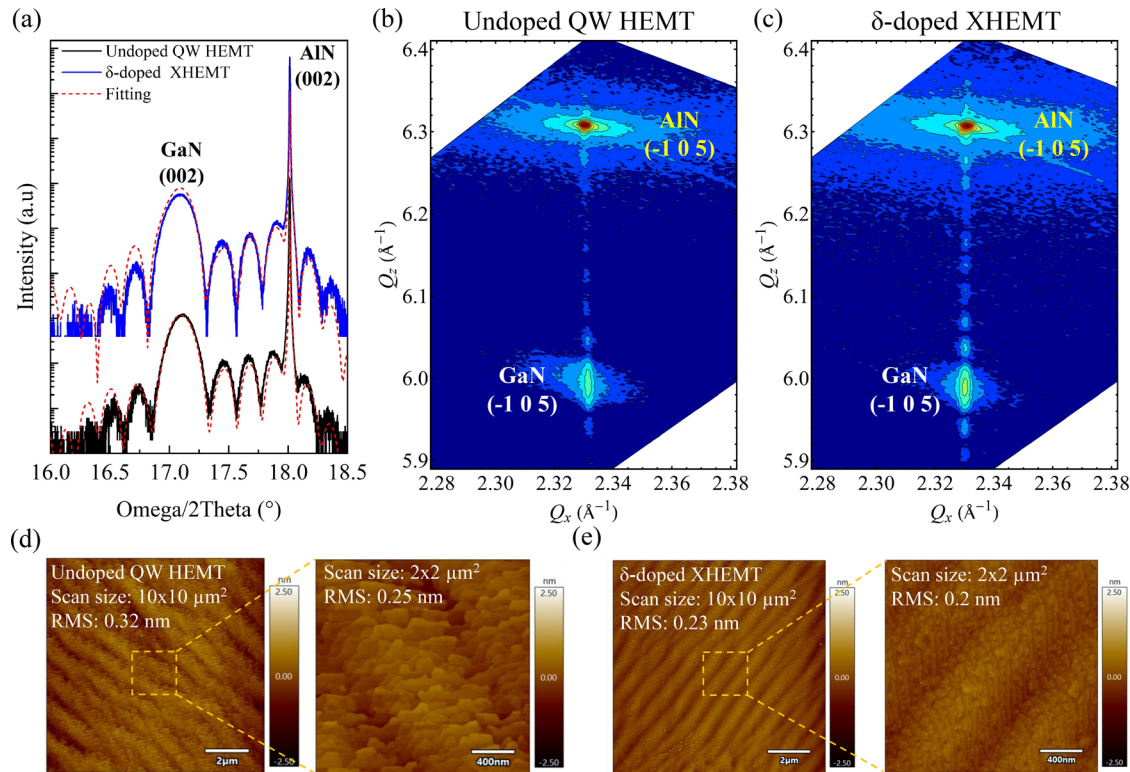 (a)
Undoped QW HEMT
δ-doped XHEMT
Fitting
AlN
(002)
GaN
(002)
Intensity (a.u)
16.0 16.5 17.0 17.5 18.0 18.5
Omega/2Theta (°)
(b)
Undoped QW HEMT
6.4
6.3
6.2
6.1
6.0
5.9
Qz (Å⁻¹)
AlN
(-1 0 5)
GaN
(-1 0 5)
2.28 2.30 2.32 2.34 2.36 2.38
Qx (Å⁻¹)
(c)
δ-doped XHEMT
6.4
6.3
6.2
6.1
6.0
5.9
Qz (Å⁻¹)
AlN
(-1 0 5)
GaN
(-1 0 5)
2.28 2.30 2.32 2.34 2.36 2.38
Qx (Å⁻¹)
(d)
Undoped QW HEMT
Scan size: 10x10 µm²
RMS: 0.32 nm
2µm
nm
2.50
0.00
-2.50
Scan size: 2x2 µm²
RMS: 0.25 nm
400nm
nm
2.50
0.00
-2.50
(e)
δ-doped XHEMT
Scan size: 10x10 µm²
RMS: 0.23 nm
2µm
nm
2.50
0.00
-2.50
Scan size: 2x2 µm²
RMS: 0.2 nm
400nm
nm
2.50
0.00
-2.50